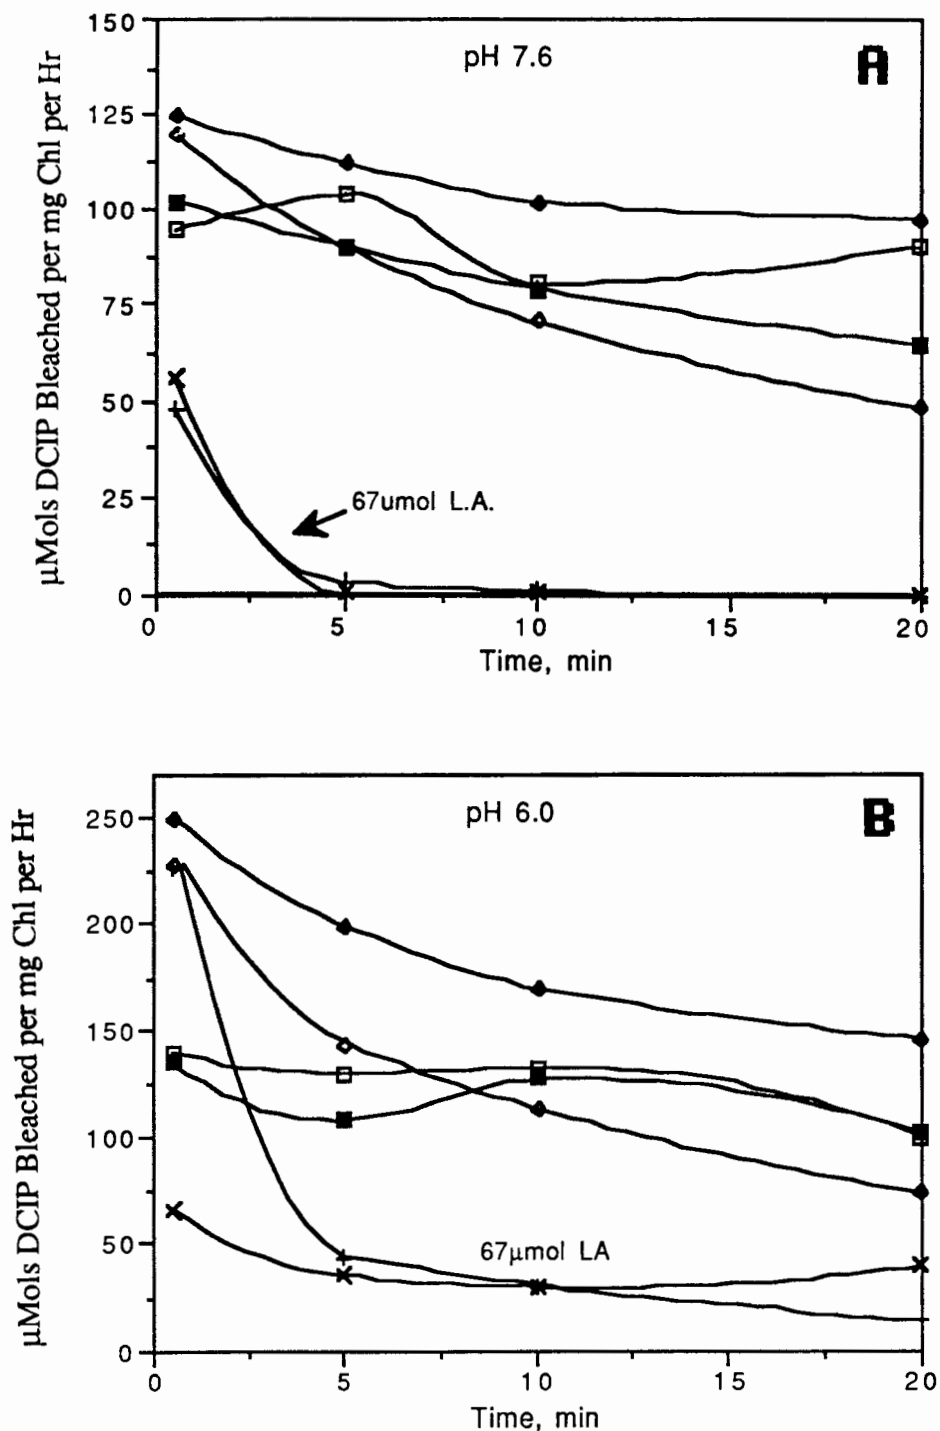 pH 7.6
A
µMols DCIP Bleached per mg Chl per Hr
150
125
100
75
50
25
0
67umol L.A.
0 5 10 15 20
Time, min
pH 6.0
B
µMols DCIP Bleached per mg Chl per Hr
250
200
150
100
50
0
67µmol LA
0 5 10 15 20
Time, min